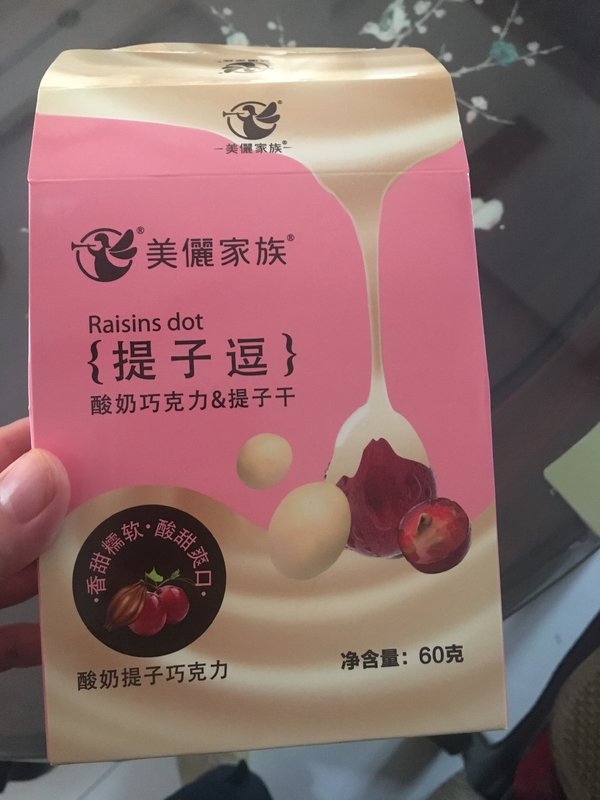 美儷家族®
美儷家族®
Raisins dot
{提子逗}
酸奶巧克力&提子干
·香甜糯软·酸甜爽口·
酸奶提子巧克力
净含量：60克